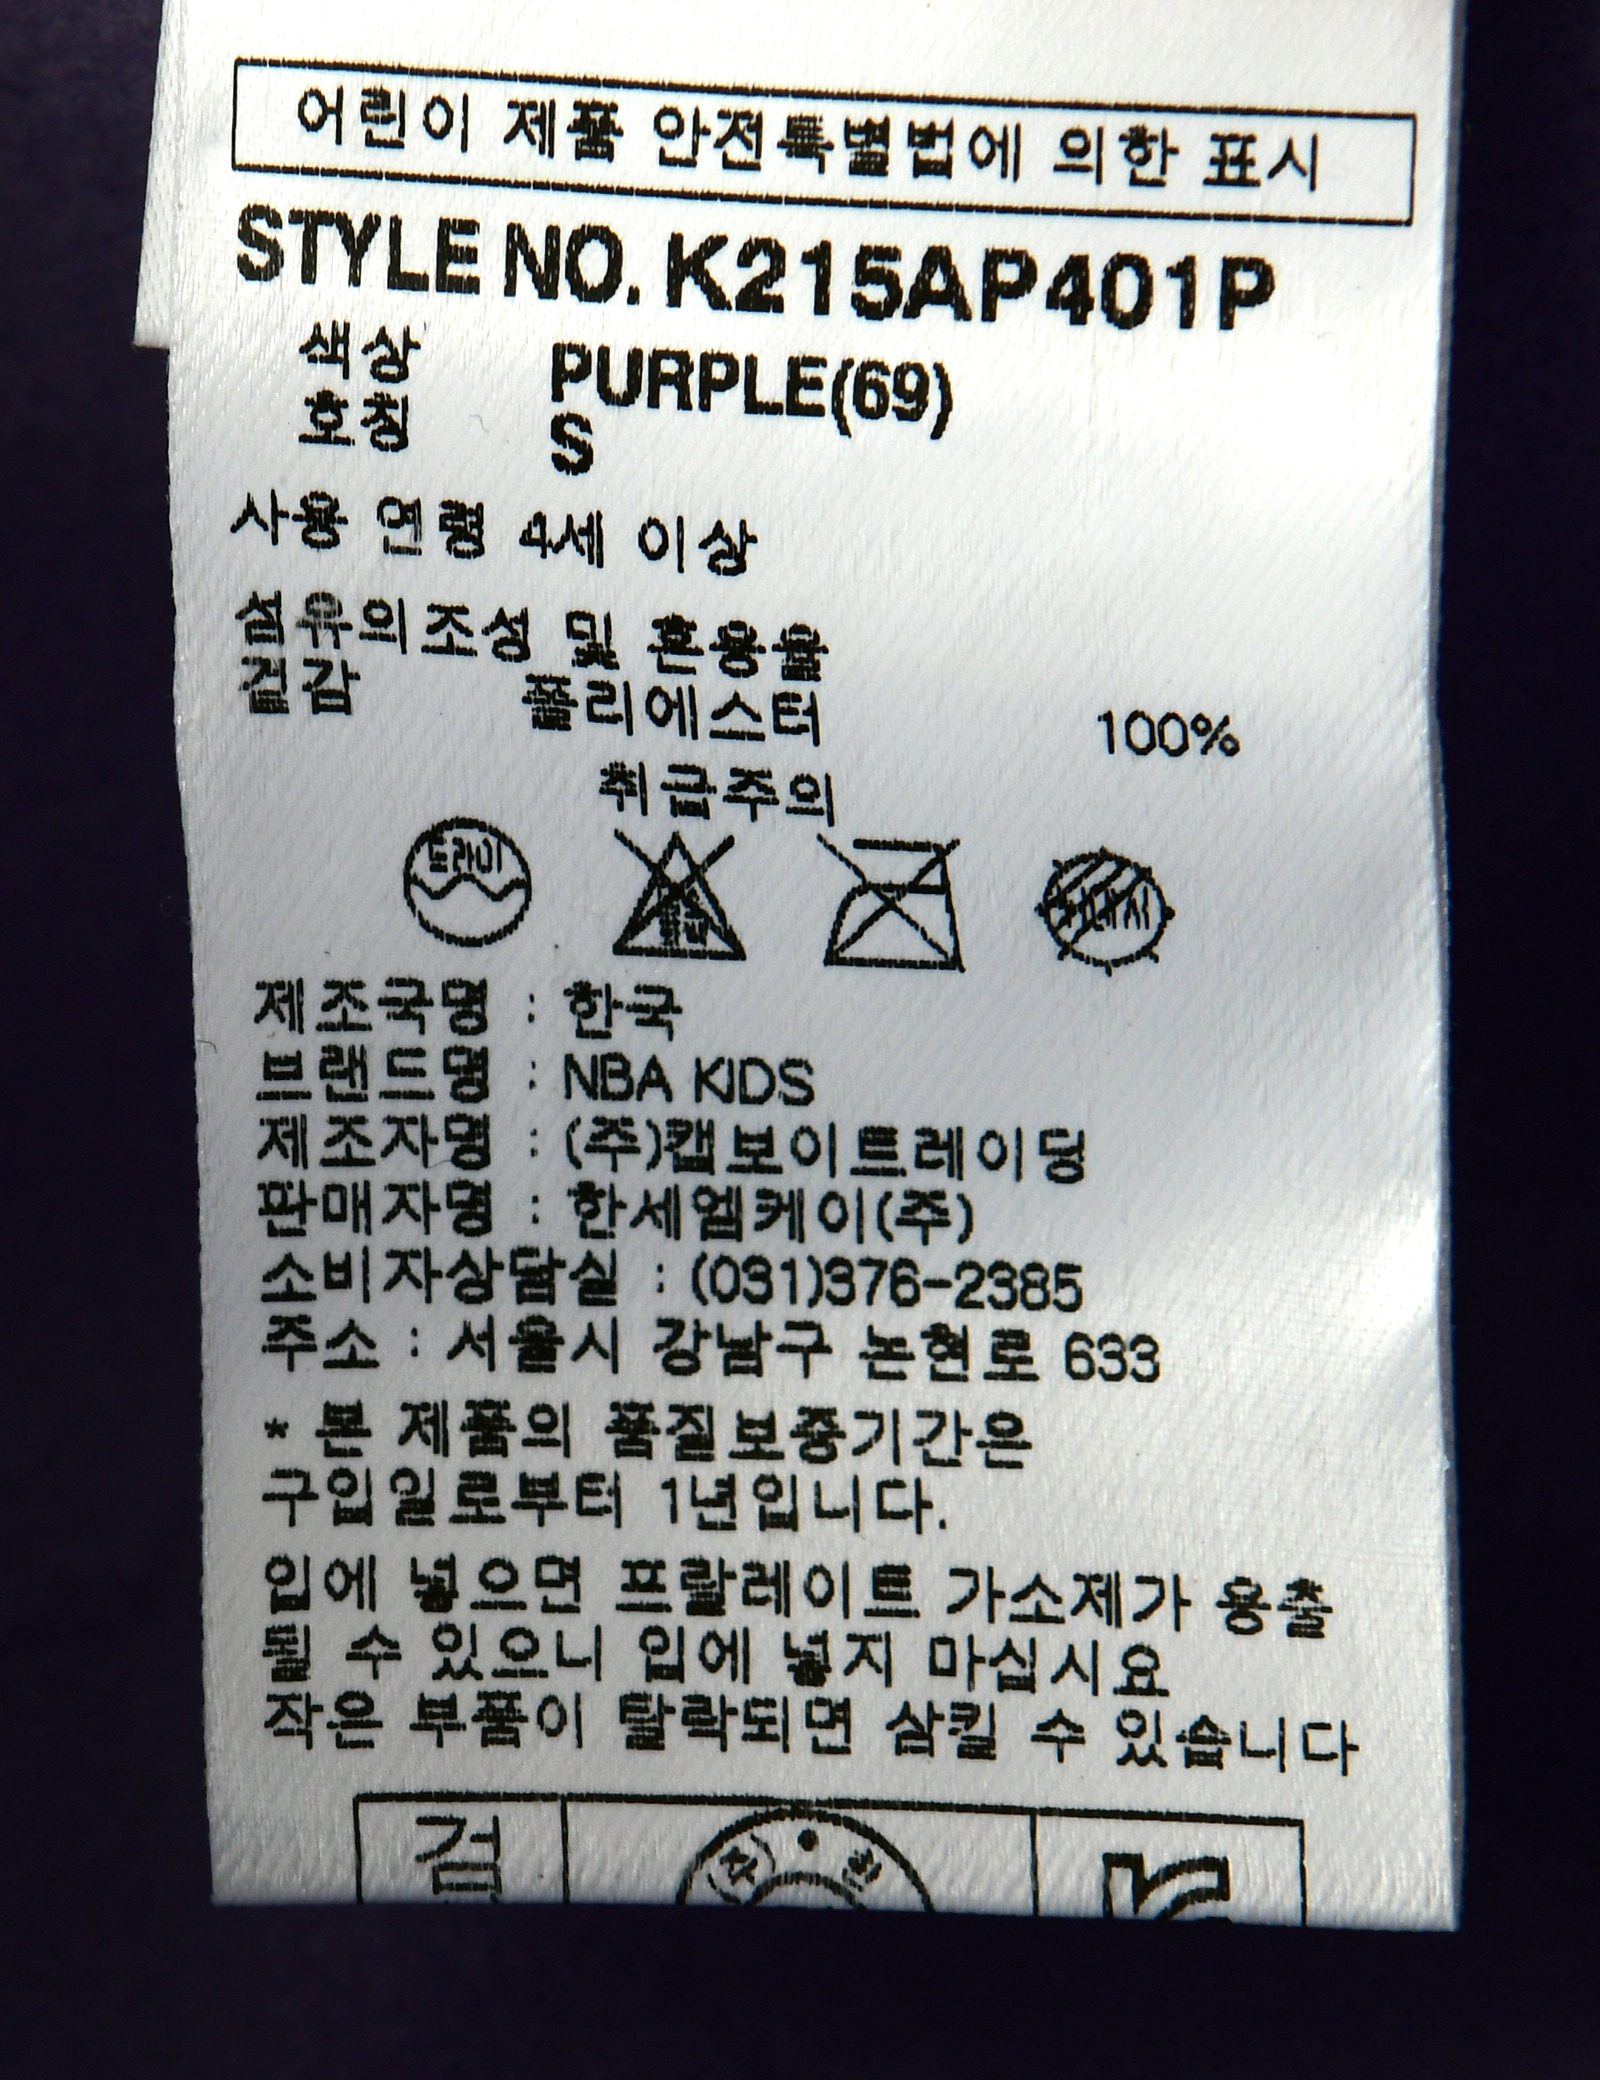 어린이 제품 안전특별법에 의한 표시
STYLE NO. K215AP401P
색상 PURPLE(69)
호칭 S
사용 연령 4세 이상
섬유의조성 및 혼용율
겉감 폴리에스터 100%
취급주의
드라이
제조국명 : 한국
브랜드명 : NBA KIDS
제조자명 : (주)캡보이트레이딩
판매자명 : 한세엠케이(주)
소비자상담실 : (031)376-2385
주소 : 서울시 강남구 논현로 633
* 본 제품의 품질보증기간은
구입일로부터 1년입니다.
입에 넣으면 프탈레이트 가소제가 용출
될 수 있으니 입에 넣지 마십시요
작은 부품이 탈락되면 삼킬 수 있습니다